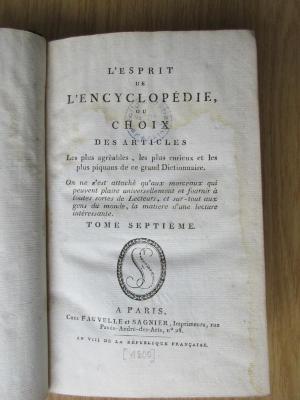 L'ESPRIT
DE
L'ENCYCLOPÉDIE,
OU
CHOIX
DES ARTICLES
Les plus agréables, les plus curieux et les
plus piquans de ce grand Dictionnaire.
On ne s'est attaché qu'aux morceaux qui
peuvent plaire universellement et fournir à
toutes sortes de Lecteurs, et sur-tout aux
gens du monde, la matiere d'une lecture
intéressante.
TOME SEPTIÈME.
A PARIS,
Chez FAUVELLE et SAGNIER, Imprimeurs, rue
Pavée-André-des-Arts, n° 28.
AN VIII DE LA RÉPUBLIQUE FRANÇAISE.
[1800]